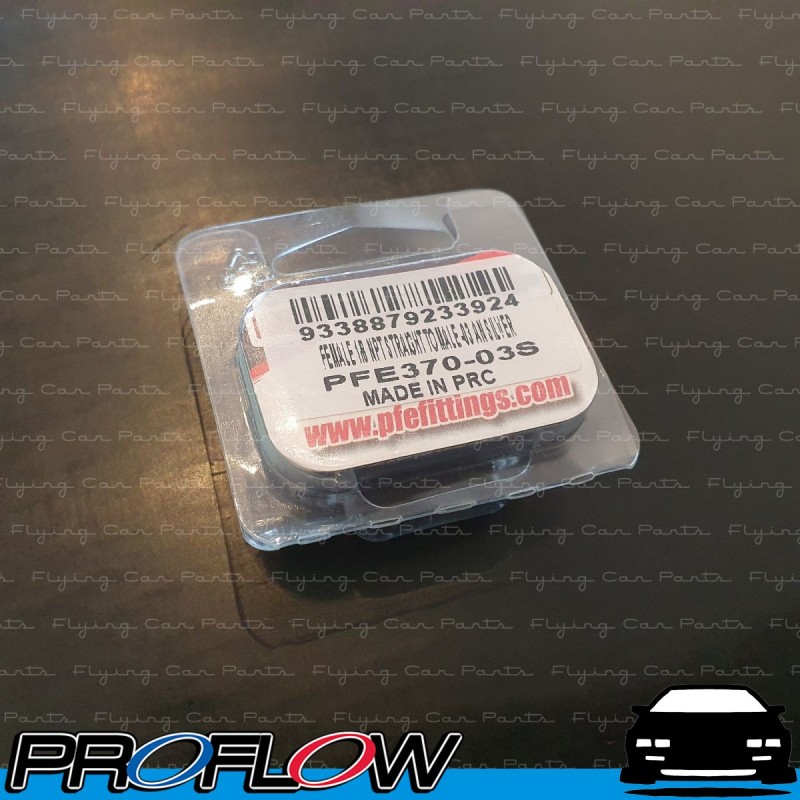 9338879233924
FEMALE 1/8 NPT STRAIGHT TO MALE -03 AN SILVER
PFE370-03S
MADE IN PRC
www.pfefittings.com
Flying Car Parts
PROFLOW